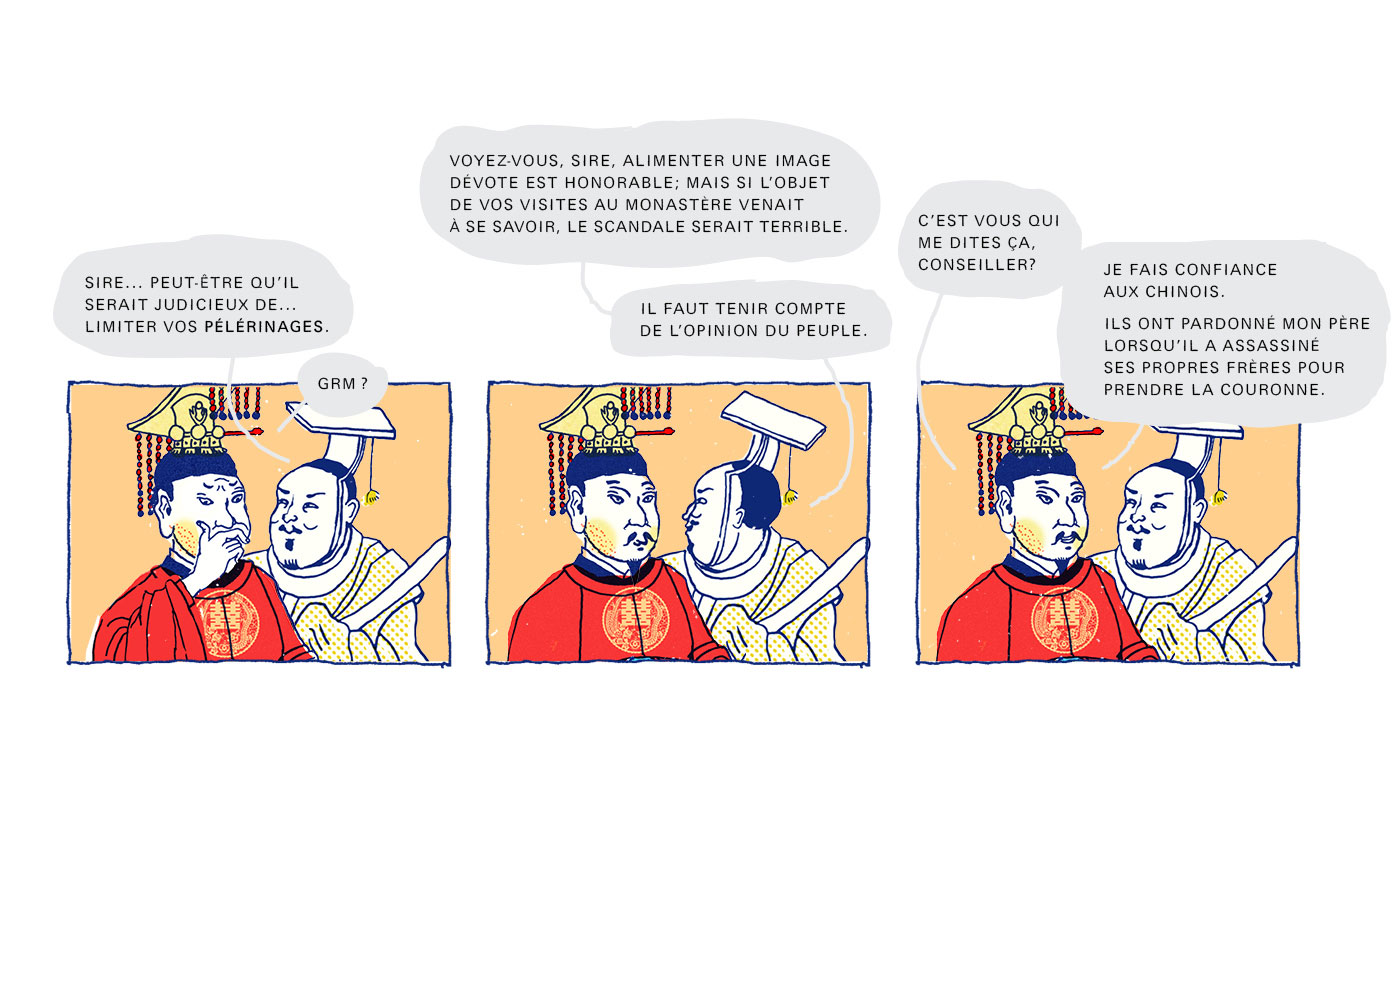 SIRE... PEUT-ÊTRE QU'IL
SERAIT JUDICIEUX DE...
LIMITER VOS PÉLÉRINAGES.
GRM ?
VOYEZ-VOUS, SIRE, ALIMENTER UNE IMAGE
DÉVOTE EST HONORABLE; MAIS SI L'OBJET
DE VOS VISITES AU MONASTÈRE VENAIT
À SE SAVOIR, LE SCANDALE SERAIT TERRIBLE.
IL FAUT TENIR COMPTE
DE L'OPINION DU PEUPLE.
C'EST VOUS QUI
ME DITES ÇA,
CONSEILLER?
JE FAIS CONFIANCE
AUX CHINOIS.
ILS ONT PARDONNÉ MON PÈRE
LORSQU'IL A ASSASSINÉ
SES PROPRES FRÈRES POUR
PRENDRE LA COURONNE.